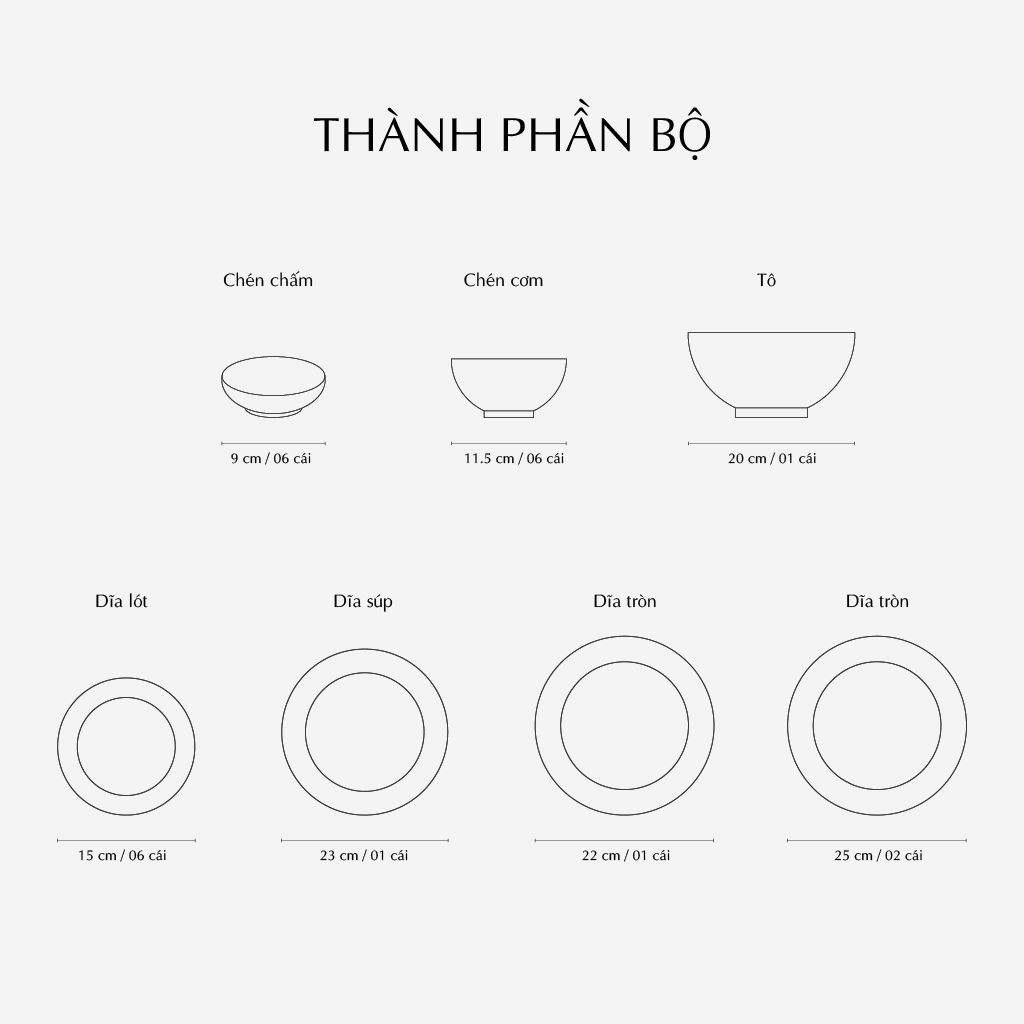 THÀNH PHẦN BỘ
Chén chấm
Chén cơm
Tô
9 cm / 06 cái
11.5 cm / 06 cái
20 cm / 01 cái
Dĩa lót
Dĩa súp
Dĩa tròn
Dĩa tròn
15 cm / 06 cái
23 cm / 01 cái
22 cm / 01 cái
25 cm / 02 cái